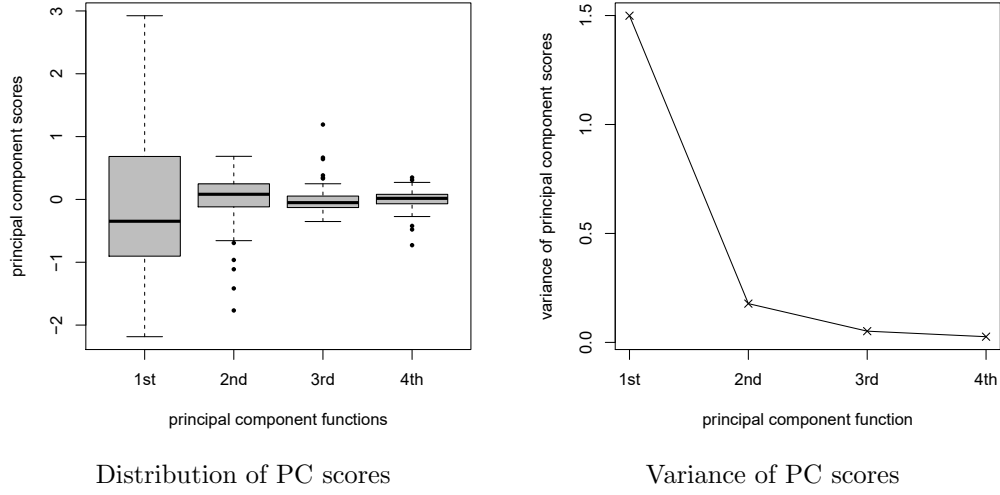 principal component scores
3
2
1
0
−1
−2
1st 2nd 3rd 4th
principal component functions
Distribution of PC scores
variance of principal component scores
1.5
1.0
0.5
0.0
1st 2nd 3rd 4th
principal component function
Variance of PC scores